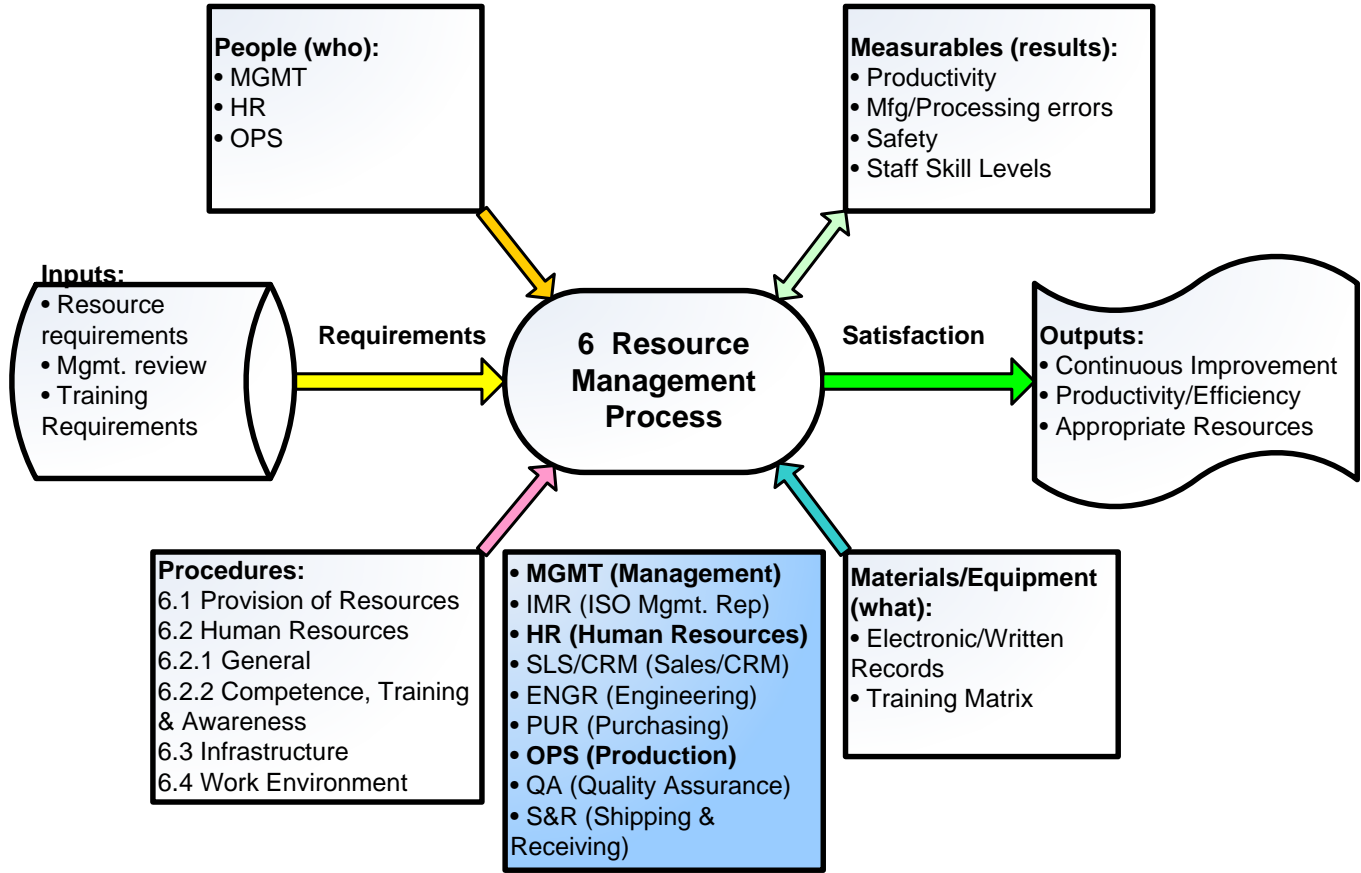 People (who):
• MGMT
• HR
• OPS
Measurables (results):
• Productivity
• Mfg/Processing errors
• Safety
• Staff Skill Levels
Inputs:
• Resource
requirements
• Mgmt. review
• Training
Requirements
Requirements
6 Resource
Management
Process
Satisfaction
Outputs:
• Continuous Improvement
• Productivity/Efficiency
• Appropriate Resources
Procedures:
6.1 Provision of Resources
6.2 Human Resources
6.2.1 General
6.2.2 Competence, Training
& Awareness
6.3 Infrastructure
6.4 Work Environment
• MGMT (Management)
• IMR (ISO Mgmt. Rep)
• HR (Human Resources)
• SLS/CRM (Sales/CRM)
• ENGR (Engineering)
• PUR (Purchasing)
• OPS (Production)
• QA (Quality Assurance)
• S&R (Shipping &
Receiving)
Materials/Equipment
(what):
• Electronic/Written
Records
• Training Matrix